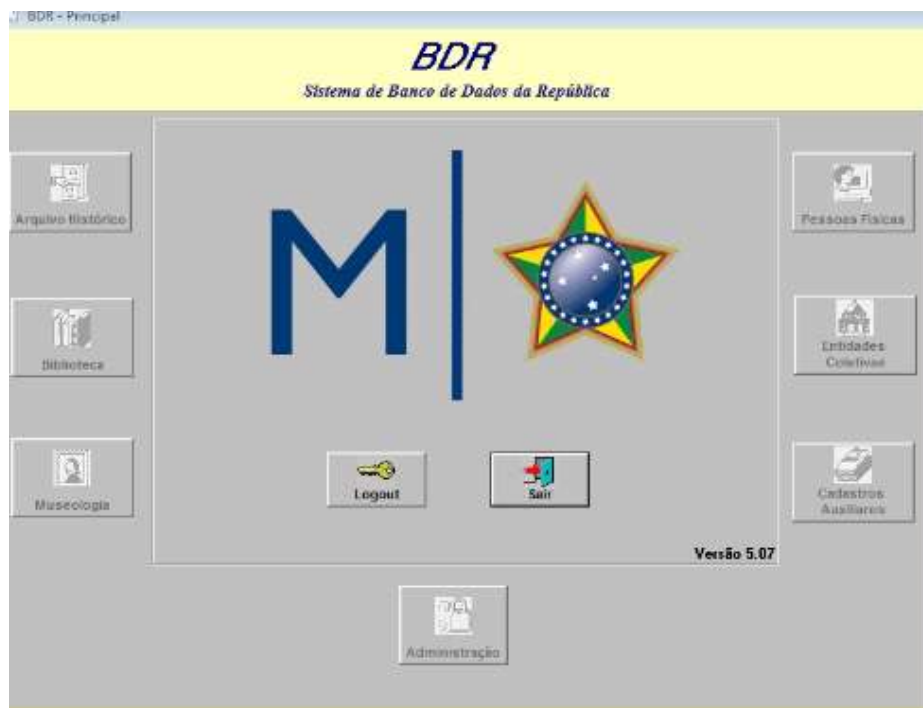 BDR - Principal
BDR
Sistema de Banco de Dados da República
Arquivo Histórico
Biblioteca
Museologia
M
Logout
Sair
Versão 5.07
Pessoas Físicas
Entidades
Coletivas
Cadastros
Auxiliares
Administração